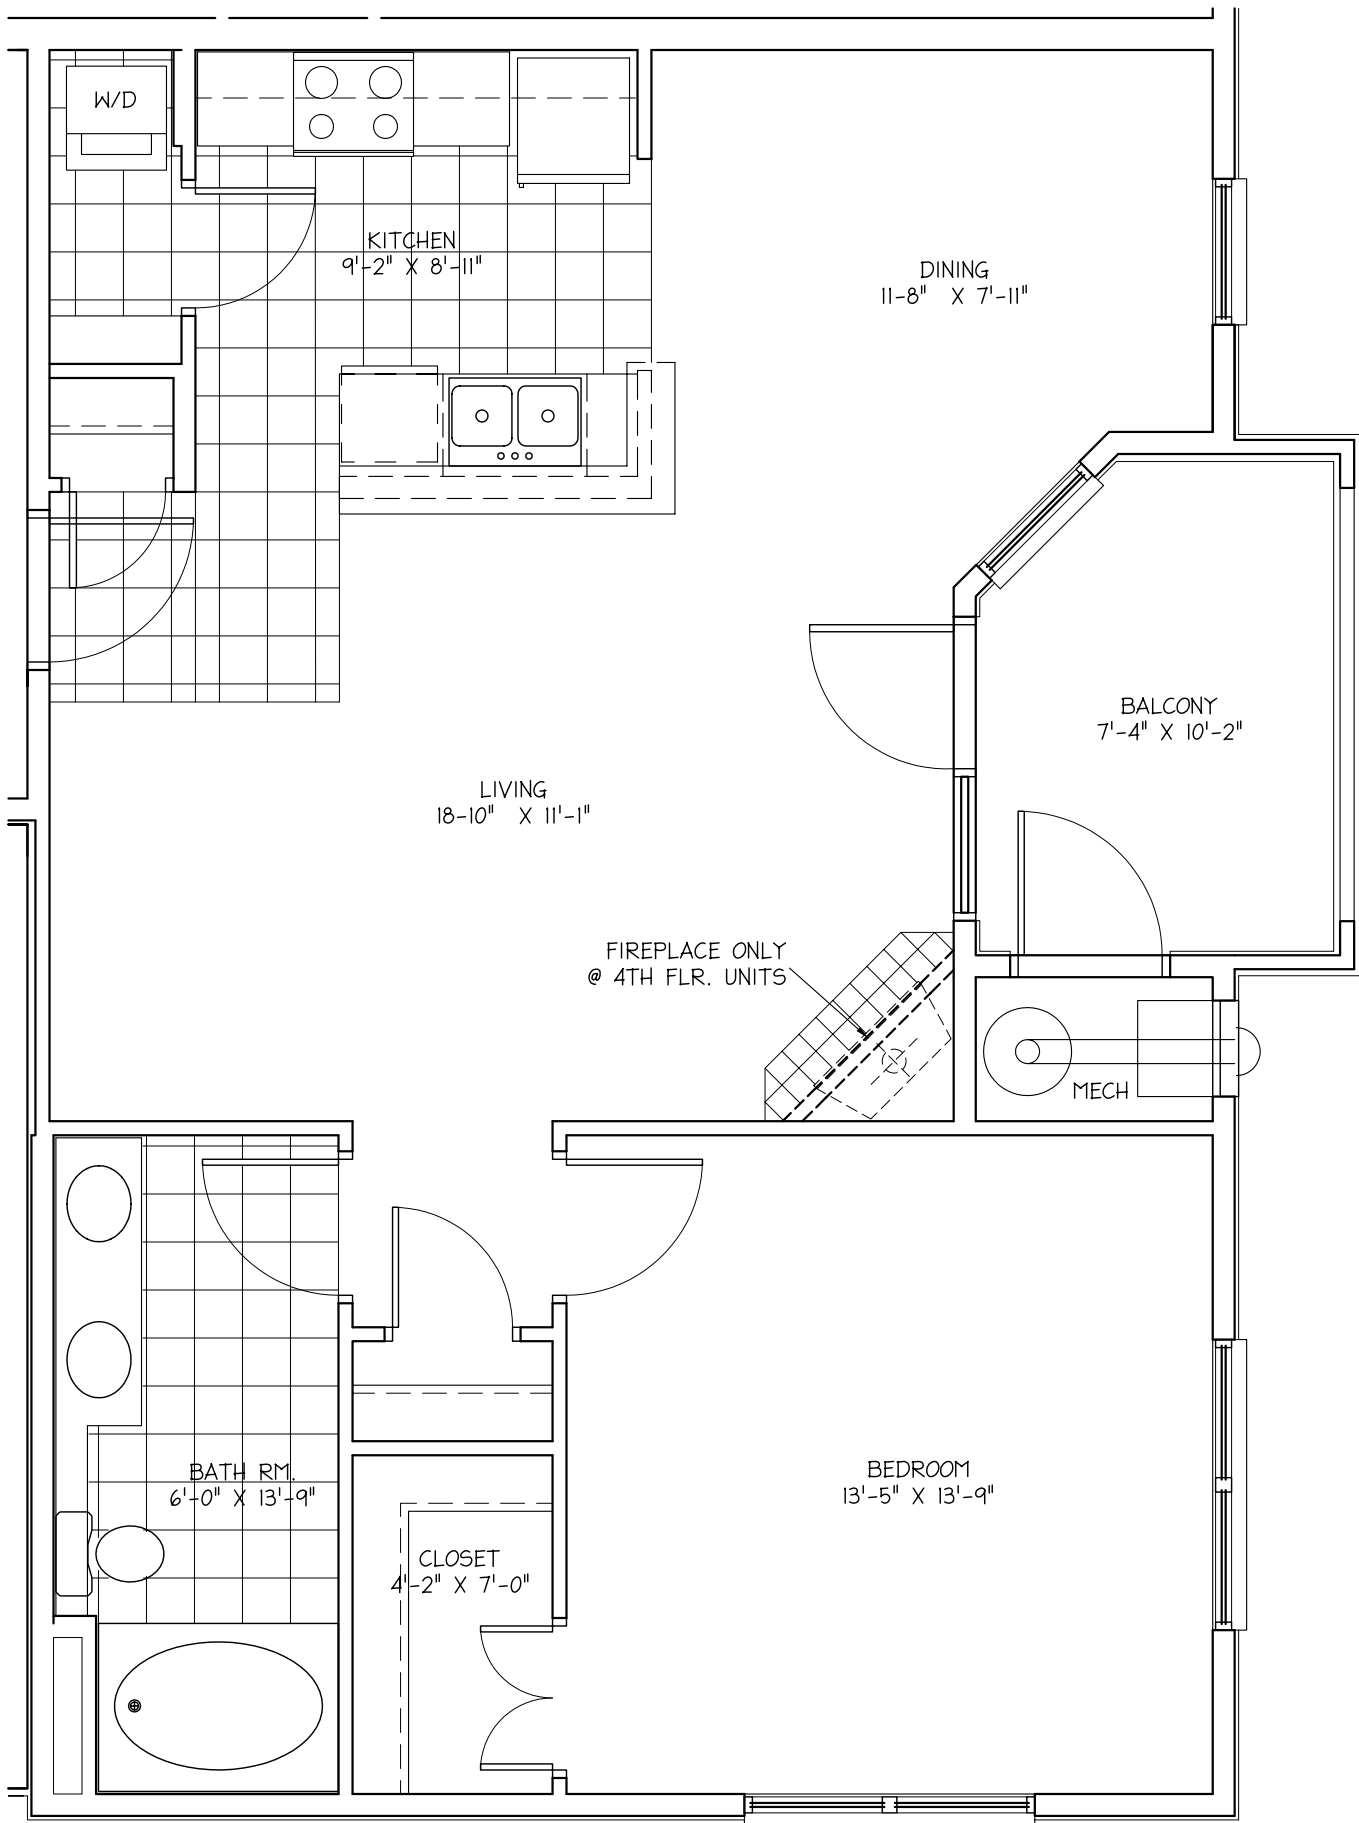 W/D
KITCHEN
9'-2" X 8'-11"
DINING
11-8" X 7'-11"
BALCONY
7'-4" X 10'-2"
LIVING
18-10" X 11'-1"
FIREPLACE ONLY
@ 4TH FLR. UNITS
MECH
BATH RM.
6'-0" X 13'-9"
BEDROOM
13'-5" X 13'-9"
CLOSET
4'-2" X 7'-0"